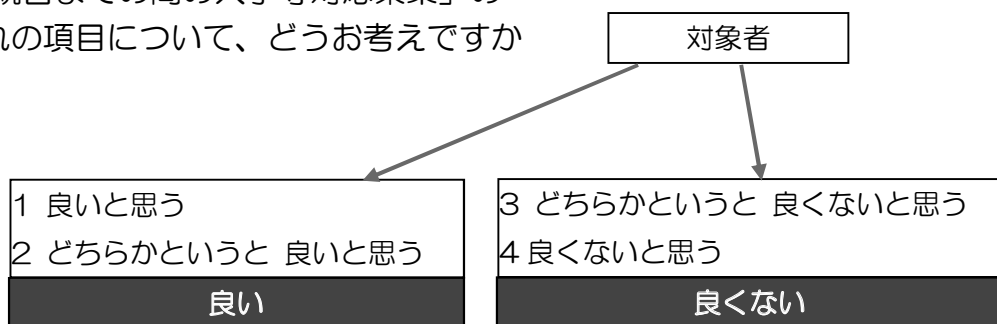 れの項目について、どうお考えですか
対象者
1 良いと思う
2 どちらかというと 良いと思う
良い
3 どちらかというと 良くないと思う
4 良くないと思う
良くない